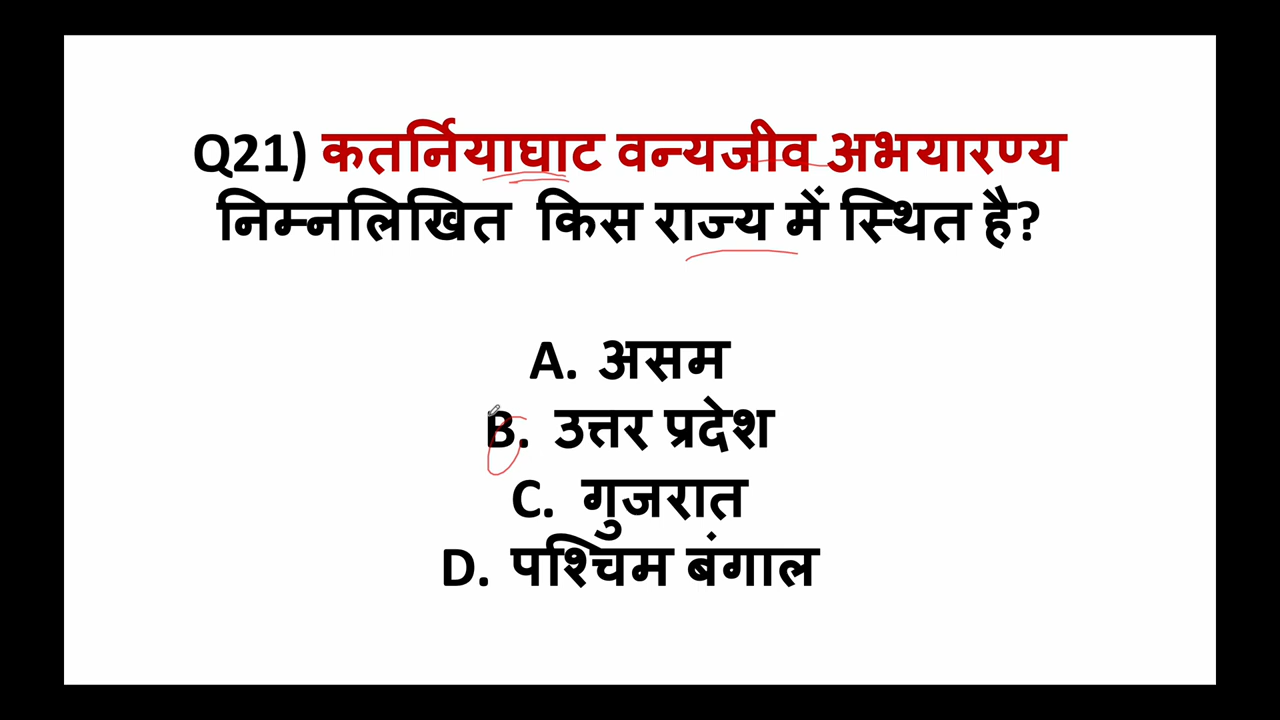 Q21) कतर्नियाघाट वन्यजीव अभयारण्य
निम्नलिखित किस राज्य में स्थित है?
A. असम
B. उत्तर प्रदेश
C. गुजरात
D. पश्चिम बंगाल